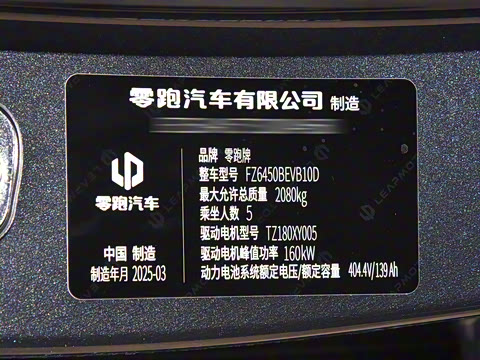 零跑汽车有限公司 制造
品牌 零跑牌
整车型号 FZ6450BEVB10D
最大允许总质量 2080kg
乘坐人数 5
驱动电机型号 TZ180XY005
驱动电机峰值功率 160kW
动力电池系统额定电压/额定容量 404.4V/139Ah
零跑汽车
中国 制造
制造年月 2025-03